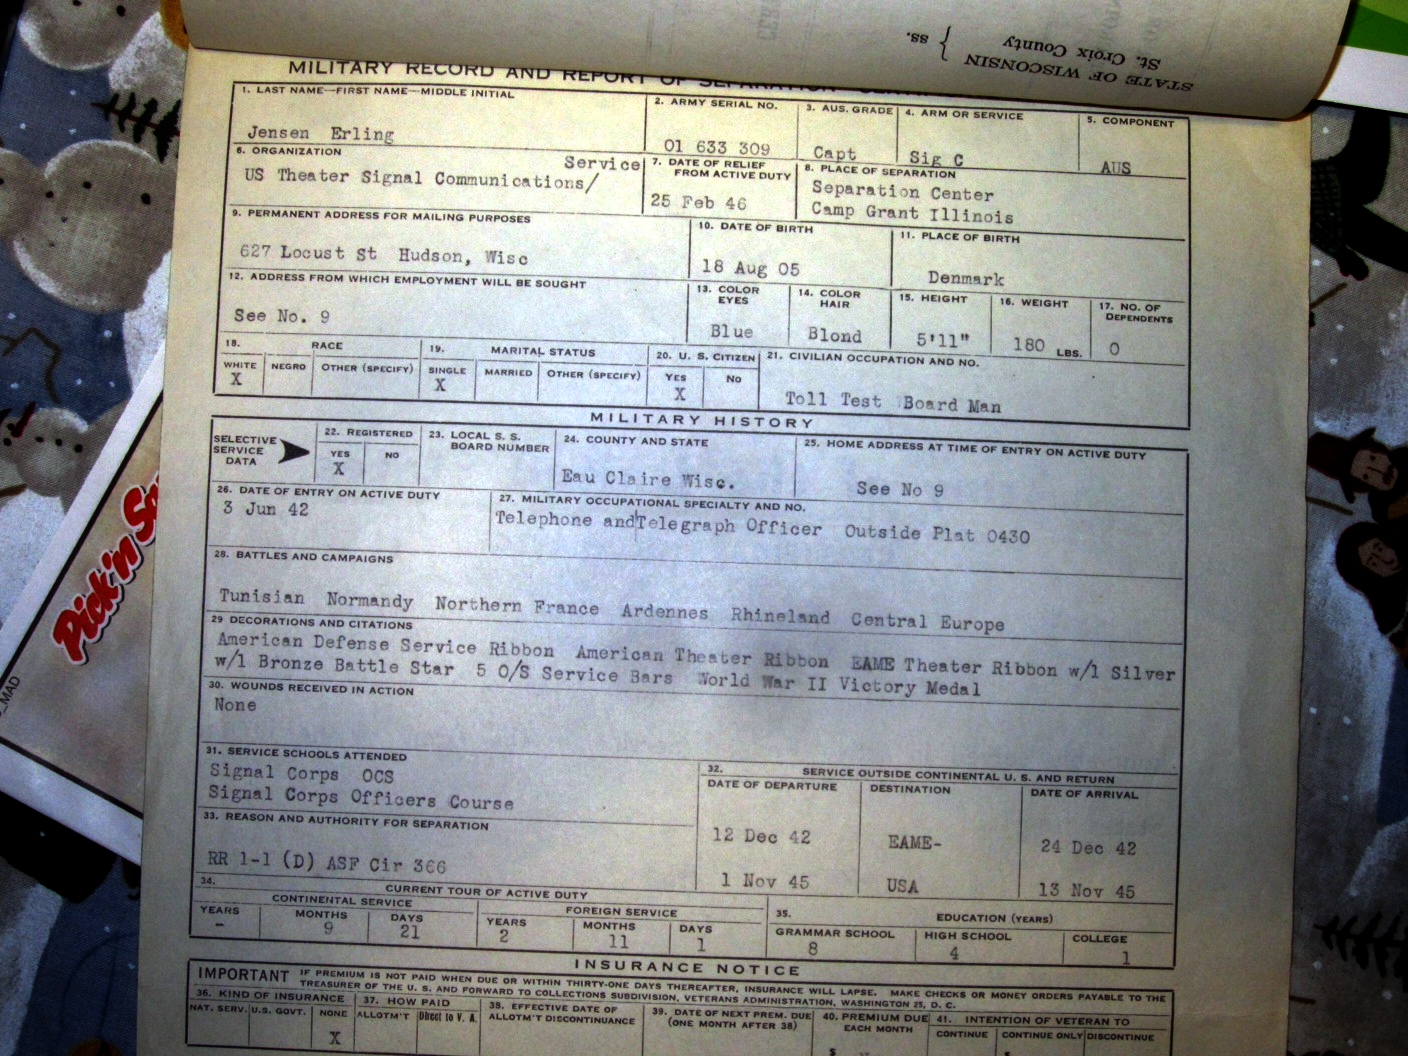 STATE OF WISCONSIN
St. Croix County } ss.
MILITARY RECORD AND REPORT OF SEPARATION
1. LAST NAME—FIRST NAME—MIDDLE INITIAL
Jensen Erling
2. ARMY SERIAL NO.
01 633 309
3. AUS. GRADE
Capt
4. ARM OR SERVICE
Sig C
5. COMPONENT
AUS
6. ORGANIZATION
Service
US Theater Signal Communications/
7. DATE OF RELIEF FROM ACTIVE DUTY
25 Feb 46
8. PLACE OF SEPARATION
Separation Center
Camp Grant Illinois
9. PERMANENT ADDRESS FOR MAILING PURPOSES
627 Locust St Hudson, Wisc
10. DATE OF BIRTH
18 Aug 05
11. PLACE OF BIRTH
Denmark
12. ADDRESS FROM WHICH EMPLOYMENT WILL BE SOUGHT
See No. 9
13. COLOR EYES
Blue
14. COLOR HAIR
Blond
15. HEIGHT
5'11"
16. WEIGHT
180 LBS.
17. NO. OF DEPENDENTS
0
18. RACE
WHITE NEGRO OTHER (SPECIFY)
X
19. MARITAL STATUS
SINGLE MARRIED OTHER (SPECIFY)
X
20. U. S. CITIZEN
YES NO
X
21. CIVILIAN OCCUPATION AND NO.
Toll Test Board Man
MILITARY HISTORY
SELECTIVE SERVICE DATA
22. REGISTERED
YES NO
X
23. LOCAL S. S. BOARD NUMBER
24. COUNTY AND STATE
Eau Claire Wisc.
25. HOME ADDRESS AT TIME OF ENTRY ON ACTIVE DUTY
See No 9
26. DATE OF ENTRY ON ACTIVE DUTY
3 Jun 42
27. MILITARY OCCUPATIONAL SPECIALTY AND NO.
Telephone and Telegraph Officer Outside Plat 0430
28. BATTLES AND CAMPAIGNS
Tunisian Normandy Northern France Ardennes Rhineland Central Europe
29 DECORATIONS AND CITATIONS
American Defense Service Ribbon American Theater Ribbon EAME Theater Ribbon w/1 Silver
w/1 Bronze Battle Star 5 O/S Service Bars World War II Victory Medal
30. WOUNDS RECEIVED IN ACTION
None
31. SERVICE SCHOOLS ATTENDED
Signal Corps OCS
Signal Corps Officers Course
32. SERVICE OUTSIDE CONTINENTAL U. S. AND RETURN
DATE OF DEPARTURE DESTINATION DATE OF ARRIVAL
12 Dec 42 EAME- 24 Dec 42
1 Nov 45 USA 13 Nov 45
33. REASON AND AUTHORITY FOR SEPARATION
RR 1-1 (D) ASF Cir 366
34. CURRENT TOUR OF ACTIVE DUTY
CONTINENTAL SERVICE FOREIGN SERVICE
YEARS MONTHS DAYS YEARS MONTHS DAYS
- 9 21 2 11 1
35. EDUCATION (YEARS)
GRAMMAR SCHOOL HIGH SCHOOL COLLEGE
8 4 1
INSURANCE NOTICE
IMPORTANT IF PREMIUM IS NOT PAID WHEN DUE OR WITHIN THIRTY-ONE DAYS THEREAFTER, INSURANCE WILL LAPSE. MAKE CHECKS OR MONEY ORDERS PAYABLE TO THE
TREASURER OF THE U. S. AND FORWARD TO COLLECTIONS SUBDIVISION, VETERANS ADMINISTRATION, WASHINGTON 25, D. C.
36. KIND OF INSURANCE
NAT. SERV. U.S. GOVT. NONE
X
37. HOW PAID
ALLOTM'T Direct to V. A.
38. EFFECTIVE DATE OF ALLOTM'T DISCONTINUANCE
39. DATE OF NEXT PREM. DUE (ONE MONTH AFTER 38)
40. PREMIUM DUE EACH MONTH
$
41. INTENTION OF VETERAN TO
CONTINUE CONTINUE ONLY DISCONTINUE
$
Pick'n
MAD